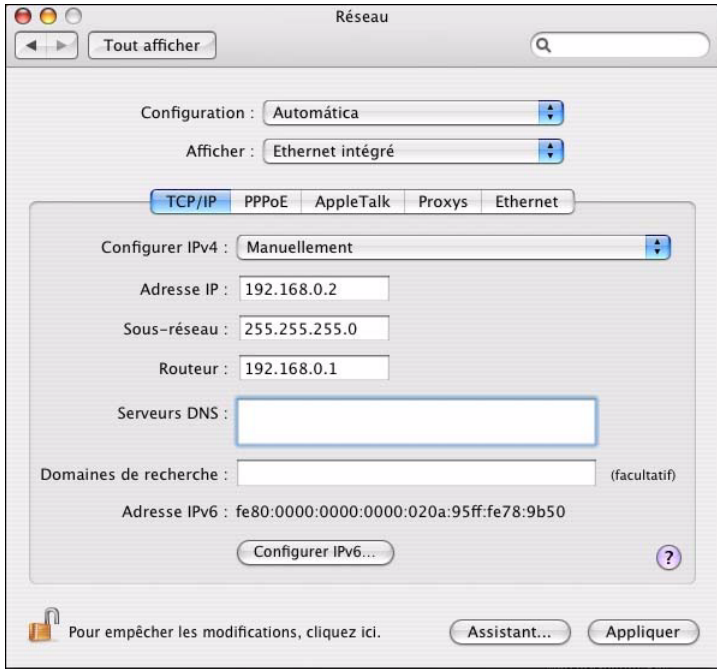 Réseau
Tout afficher
Configuration : Automática
Afficher : Ethernet intégré
TCP/IP PPPoE AppleTalk Proxys Ethernet
Configurer IPv4 : Manuellement
Adresse IP : 192.168.0.2
Sous-réseau : 255.255.255.0
Routeur : 192.168.0.1
Serveurs DNS :
Domaines de recherche : (facultatif)
Adresse IPv6 : fe80:0000:0000:0000:020a:95ff:fe78:9b50
Configurer IPv6... ?
Pour empêcher les modifications, cliquez ici. Assistant... Appliquer